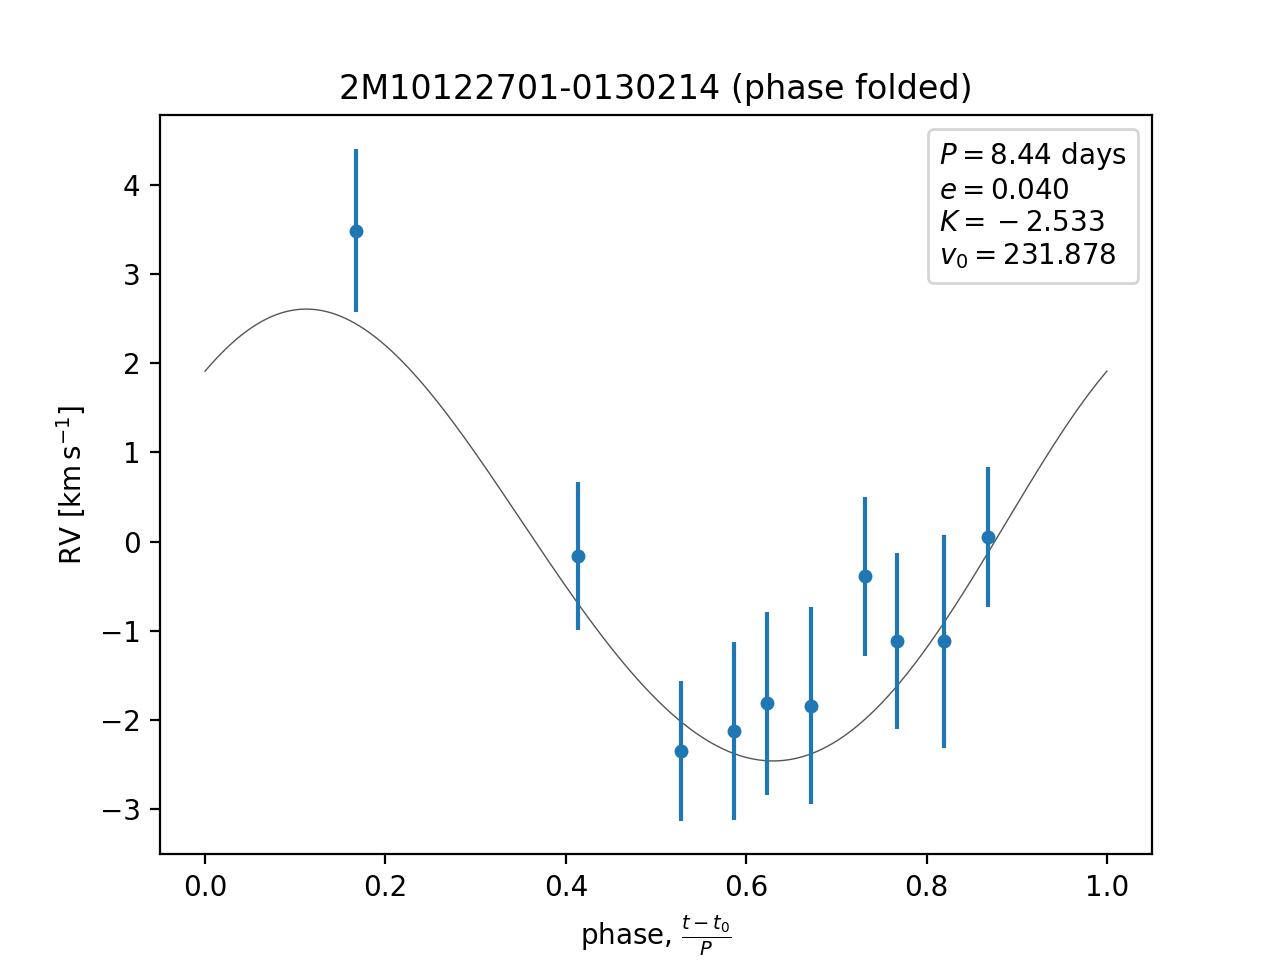 2M10122701-0130214 (phase folded)
P = 8.44 days
e = 0.040
K = −2.533
v₀ = 231.878
4
3
2
1
0
−1
−2
−3
RV [km s⁻¹]
0.0 0.2 0.4 0.6 0.8 1.0
phase, (t − t₀)/P